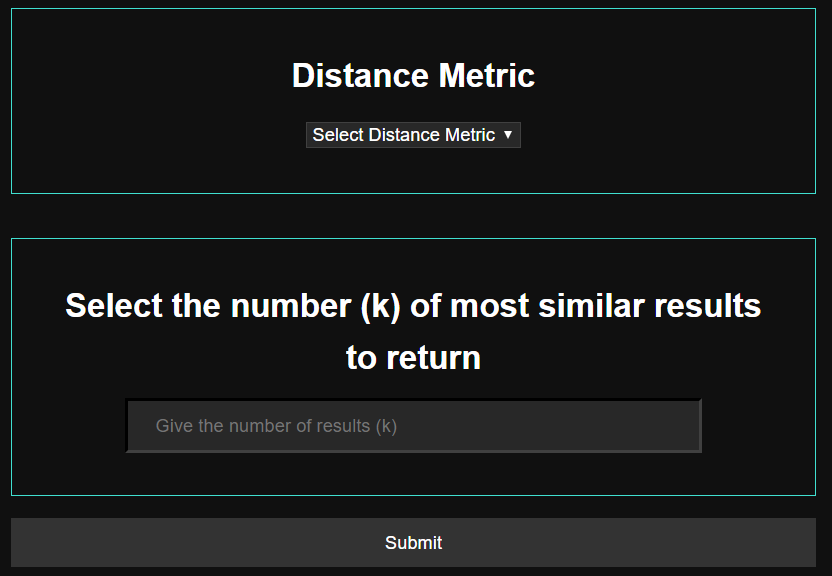 Distance Metric
Select Distance Metric
Select the number (k) of most similar results
to return
Give the number of results (k)
Submit